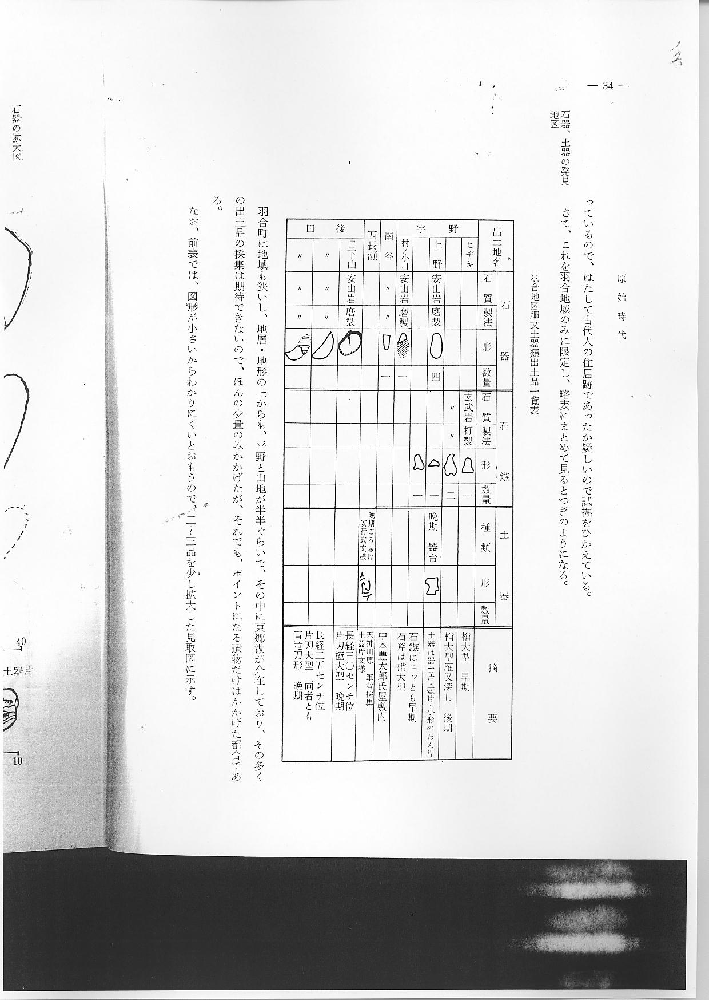 ― 34 ―
原始時代
石器、土器の発見
地区
っているので、はたして古代人の住居跡であったか疑しいので試掘をひかえている。
さて、これを羽合地域のみに限定し、略表にまとめて見るとつぎのようになる。
羽合地区縄文土器類出土品一覧表
出土地名
石器
石質
製法
形
数量
石鏃
石質
製法
形
数量
土器
種類
形
数量
摘要
宇野
ヒヂキ
玄武岩
打製
一
梢大型 早期
〃
〃
二
梢大型雁又深し 後期
上野
安山岩
磨製
四
一
晩期 器台
土器は器台片・壺片・小形のわん片
一
村ノ小川
安山岩
磨製
一
石鏃はニッとも早期
石斧は梢大型
南谷
〃
〃
一
中本豊太郎氏屋敷内
西長瀬
晩期ごろ壺片
安行式文様
天神川原 筆者採集
土器片文様
後田
日下山
安山岩
磨製
長経三〇センチ位
片刃極大型 晩期
〃
〃
〃
〃
〃
〃
長経二五センチ位
片刃大型 両者とも
青竜刀形 晩期
羽合町は地域も狭いし、地層・地形の上からも、平野と山地が半半ぐらいで、その中に東郷湖が介在しており、その多く
の出土品の採集は期待できないので、ほんの少量のみかかげたが、それでも、ポイントになる遺物だけはかかげた都合であ
る。
なお、前表では、図形が小さいからわかりにくいとおもうので、二〜三品を少し拡大した見取図に示す。
石器の拡大図
40
土器片
10